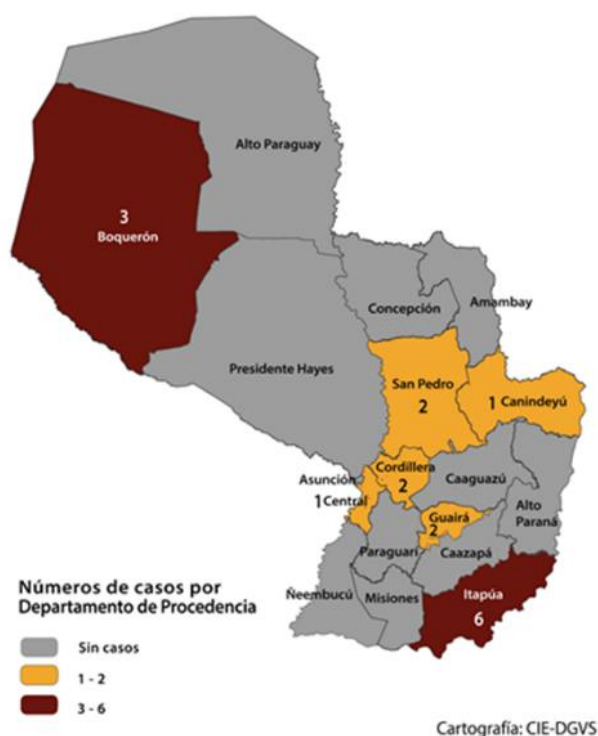 Alto Paraguay
3
Boquerón
Concepción
Amambay
Presidente Hayes
San Pedro
2
1 Canindeyú
Asunción
1 Central
Cordillera
2
Caaguazú
Alto
Paraná
Guairá
2
Paraguarí
Caazapá
Ñeembucú
Misiones
Itapúa
6
Números de casos por
Departamento de Procedencia
Sin casos
1 - 2
3 - 6
Cartografía: CIE-DGVS